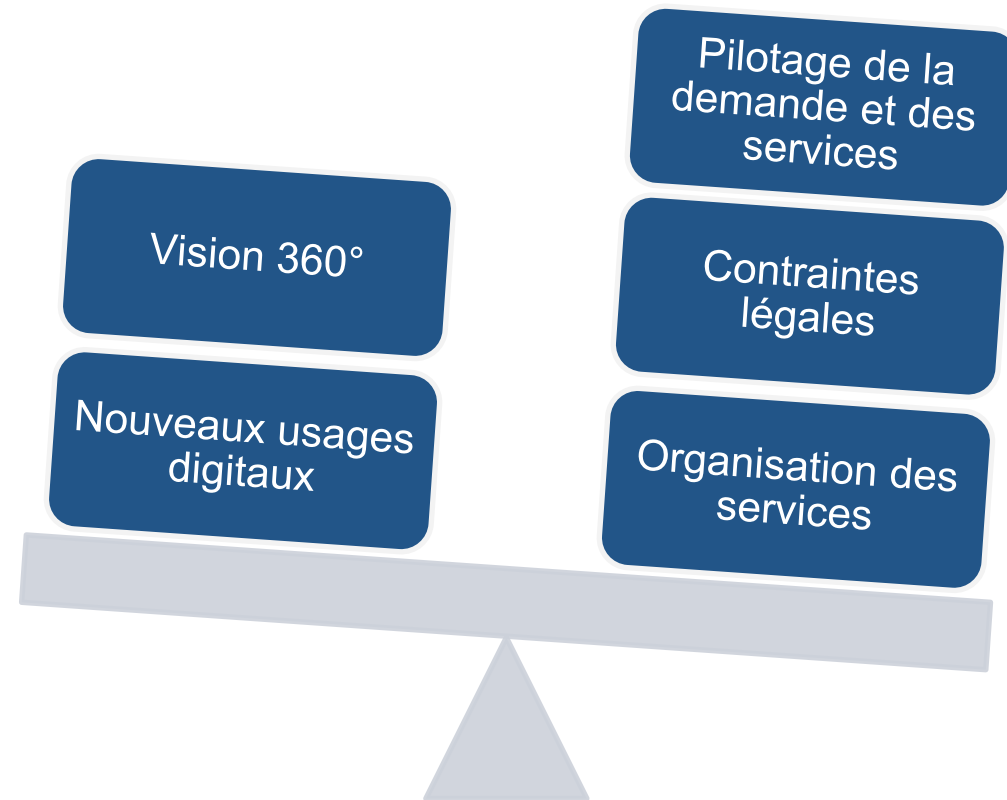 Vision 360°
Nouveaux usages
digitaux
Pilotage de la
demande et des
services
Contraintes
légales
Organisation des
services